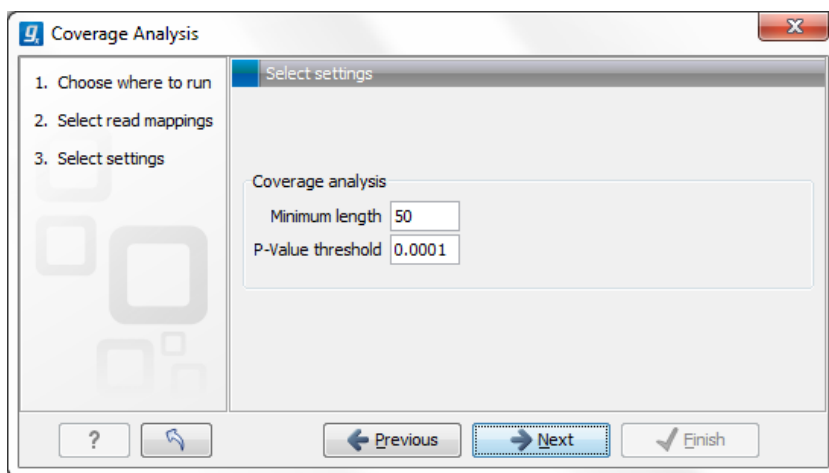 Coverage Analysis
1. Choose where to run
2. Select read mappings
3. Select settings
Select settings
Coverage analysis
Minimum length 50
P-Value threshold 0.0001
?
Previous
Next
Finish